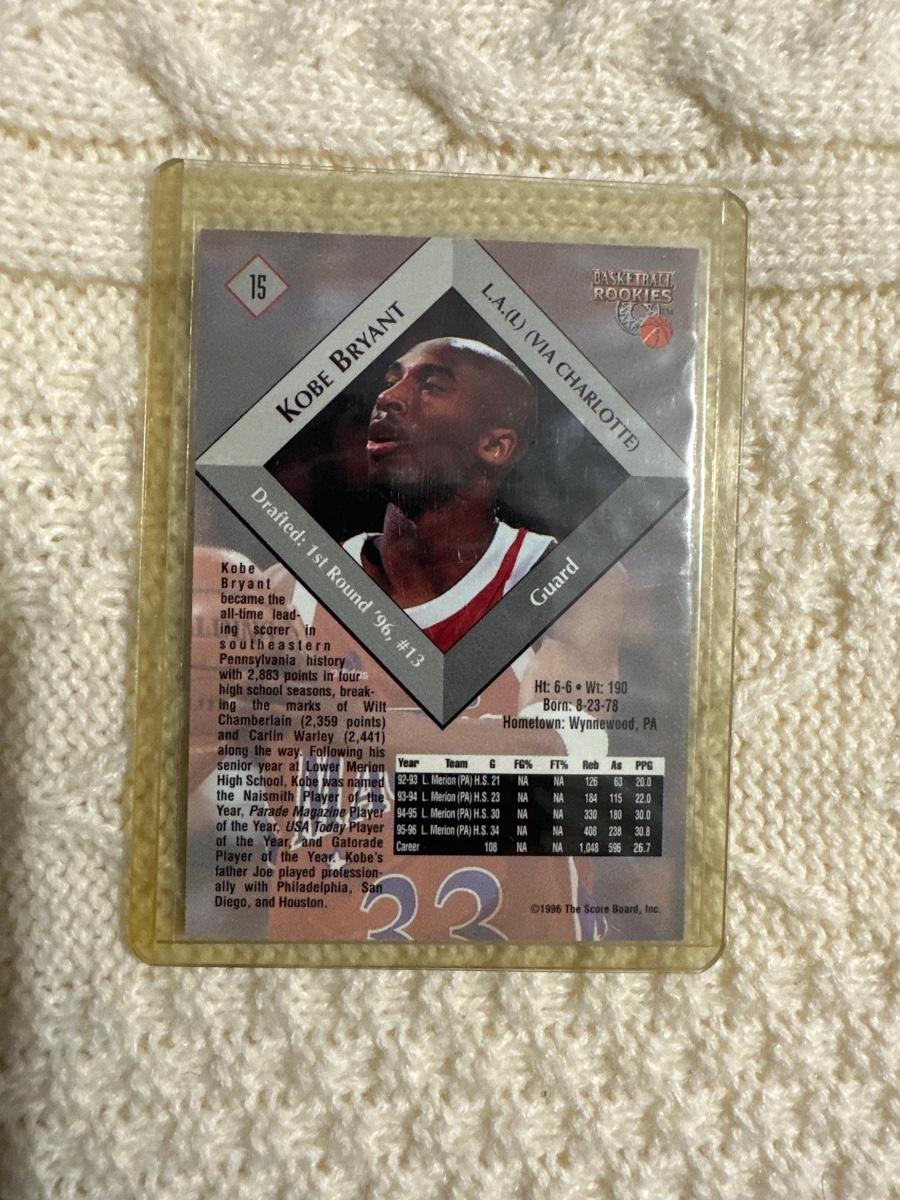 15
KOBE BRYANT
L.A.(L) (VIA CHARLOTTE)
BASKETBALL
ROOKIES
TM
Drafted: 1st Round '96, #13
Guard
Kobe
Bryant
became the
all-time lead-
ing scorer in
southeastern
Pennsylvania history
with 2,883 points in four
high school seasons, break-
ing the marks of Wilt
Chamberlain (2,359 points)
and Carlin Warley (2,441)
along the way. Following his
senior year at Lower Merion
High School, Kobe was named
the Naismith Player of the
Year, Parade Magazine Player
of the Year, USA Today Player
of the Year, and Gatorade
Player of the Year. Kobe's
father Joe played profession-
ally with Philadelphia, San
Diego, and Houston.
Ht: 6-6 • Wt: 190
Born: 8-23-78
Hometown: Wynnewood, PA
Year Team G FG% FT% Reb As PPG
92-93 L. Merion (PA) H.S. 21 NA NA 126 63 20.0
93-94 L. Merion (PA) H.S. 23 NA NA 184 115 22.0
94-95 L. Merion (PA) H.S. 30 NA NA 330 180 30.0
95-96 L. Merion (PA) H.S. 34 NA NA 408 238 30.8
Career 108 NA NA 1,048 596 26.7
33
©1996 The Score Board, Inc.